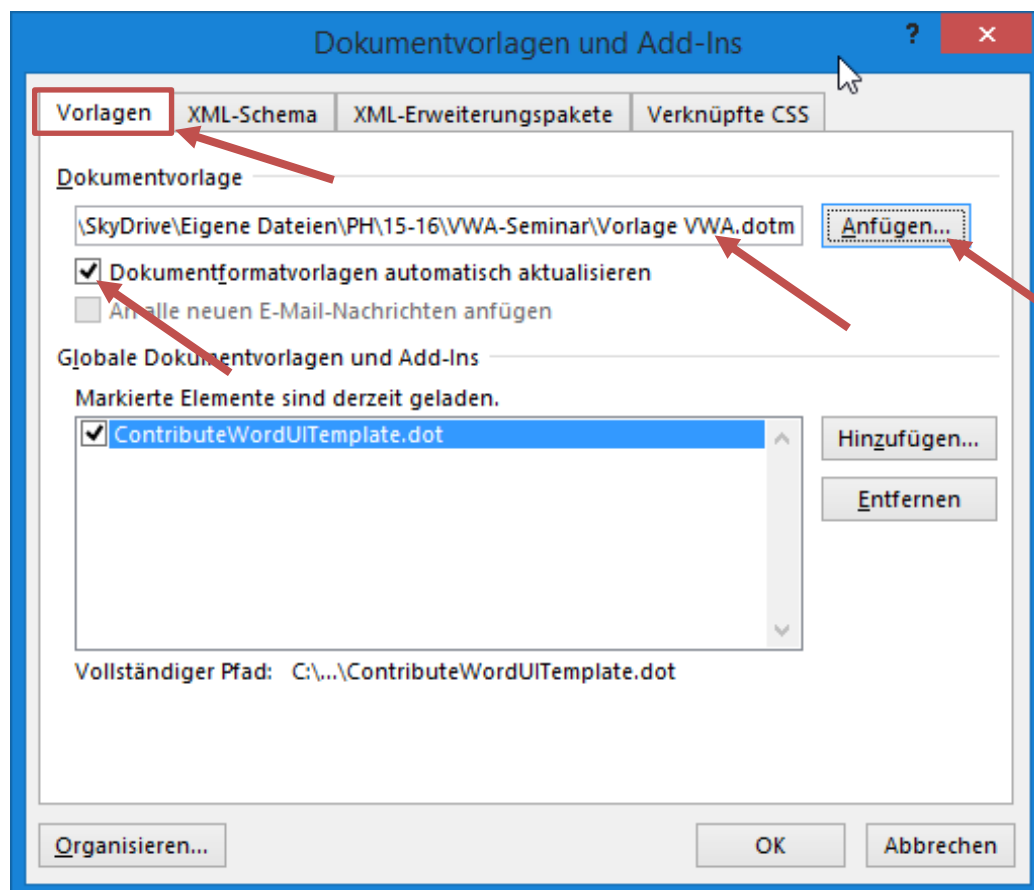 Dokumentvorlagen und Add-Ins ? ×
Vorlagen XML-Schema XML-Erweiterungspakete Verknüpfte CSS
Dokumentvorlage
\SkyDrive\Eigene Dateien\PH\15-16\VWA-Seminar\Vorlage VWA.dotm Anfügen...
Dokumentformatvorlagen automatisch aktualisieren
An alle neuen E-Mail-Nachrichten anfügen
Globale Dokumentvorlagen und Add-Ins
Markierte Elemente sind derzeit geladen.
ContributeWordUITemplate.dot Hinzufügen...
Entfernen
Vollständiger Pfad: C:\...\ContributeWordUITemplate.dot
Organisieren... OK Abbrechen